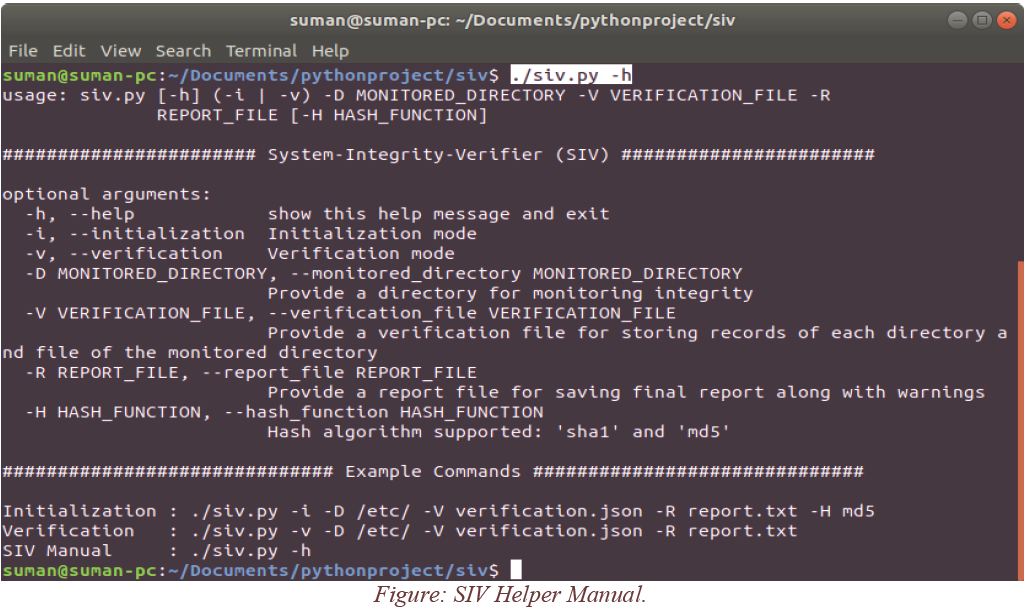 suman@suman-pc: ~/Documents/pythonproject/siv
File Edit View Search Terminal Help
suman@suman-pc:~/Documents/pythonproject/siv$ ./siv.py -h
usage: siv.py [-h] (-i | -v) -D MONITORED_DIRECTORY -V VERIFICATION_FILE -R
REPORT_FILE [-H HASH_FUNCTION]
####################### System-Integrity-Verifier (SIV) #######################
optional arguments:
-h, --help show this help message and exit
-i, --initialization Initialization mode
-v, --verification Verification mode
-D MONITORED_DIRECTORY, --monitored_directory MONITORED_DIRECTORY
Provide a directory for monitoring integrity
-V VERIFICATION_FILE, --verification_file VERIFICATION_FILE
Provide a verification file for storing records of each directory a
nd file of the monitored directory
-R REPORT_FILE, --report_file REPORT_FILE
Provide a report file for saving final report along with warnings
-H HASH_FUNCTION, --hash_function HASH_FUNCTION
Hash algorithm supported: 'sha1' and 'md5'
############################## Example Commands ##############################
Initialization : ./siv.py -i -D /etc/ -V verification.json -R report.txt -H md5
Verification : ./siv.py -v -D /etc/ -V verification.json -R report.txt
SIV Manual : ./siv.py -h
suman@suman-pc:~/Documents/pythonproject/siv$
Figure: SIV Helper Manual.